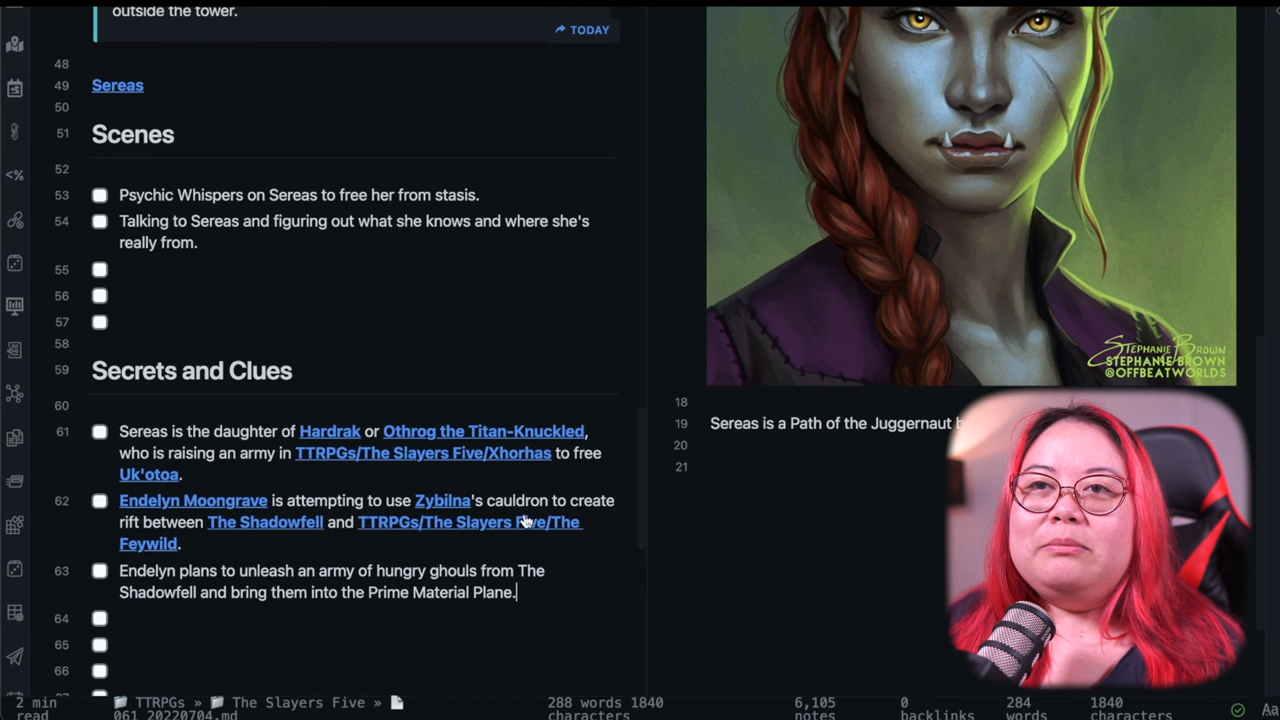 outside the tower.
TODAY
48
49 Sereas
50
51 Scenes
52
53 Psychic Whispers on Sereas to free her from stasis.
54 Talking to Sereas and figuring out what she knows and where she's
really from.
55
56
57
58
59 Secrets and Clues
60
61 Sereas is the daughter of Hardrak or Othrog the Titan-Knuckled,
who is raising an army in TTRPGs/The Slayers Five/Xhorhas to free
Uk'otoa.
62 Endelyn Moongrave is attempting to use Zybilna's cauldron to create
rift between The Shadowfell and TTRPGs/The Slayers Five/The
Feywild.
63 Endelyn plans to unleash an army of hungry ghouls from The
Shadowfell and bring them into the Prime Material Plane.
64
65
66
STEPHANIE BROWN
STEPHANIE BROWN
@OFFBEATWORLDS
18
19 Sereas is a Path of the Juggernaut
20
21
2 min
read
TTRPGs » The Slayers Five »
061_20220704.md
288 words 1840
characters
6,105
notes
0
backlinks
284
words
1840
characters
Aa